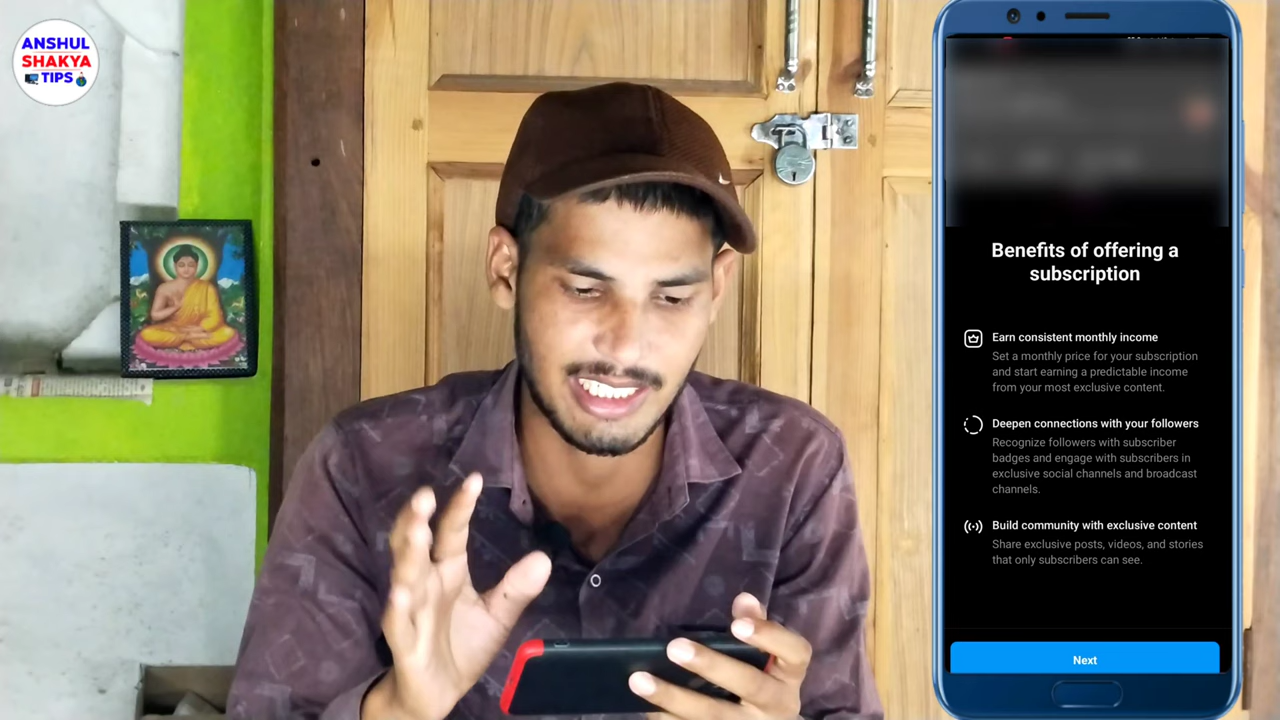 ANSHUL
SHAKYA
TIPS
Benefits of offering a
subscription
Earn consistent monthly income
Set a monthly price for your subscription
and start earning a predictable income
from your most exclusive content.
Deepen connections with your followers
Recognize followers with subscriber
badges and engage with subscribers in
exclusive social channels and broadcast
channels.
Build community with exclusive content
Share exclusive posts, videos, and stories
that only subscribers can see.
Next